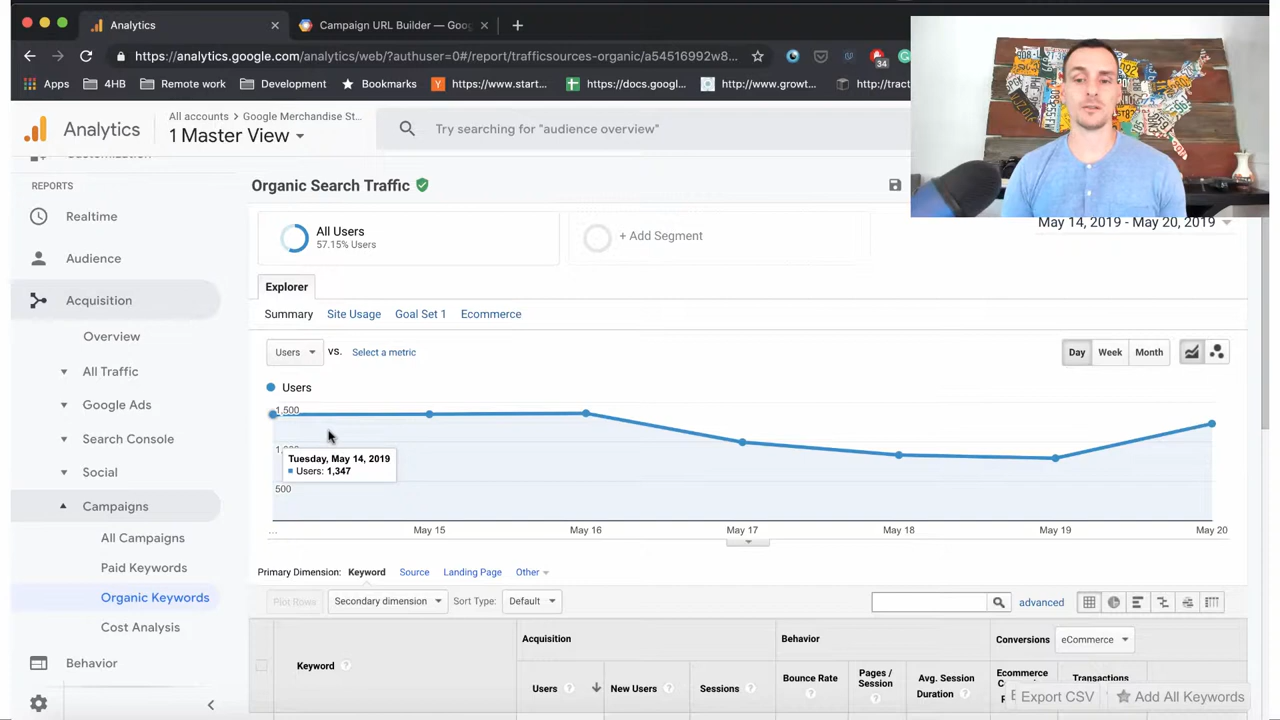 Analytics
Campaign URL Builder — Goog
https://analytics.google.com/analytics/web/?authuser=0#/report/trafficsources-organic/a54516992w8...
34
Apps
4HB
Remote work
Development
Bookmark
https://www.start...
https://docs.googl...
http://www.growt...
http://tract
Analytics
All accounts > Google Merchandise St...
1 Master View
Try searching for "audience overview"
Customization
REPORTS
Realtime
Audience
Acquisition
Overview
All Traffic
Google Ads
Search Console
Social
Campaigns
All Campaigns
Paid Keywords
Organic Keywords
Cost Analysis
Behavior
Organic Search Traffic
May 14, 2019 - May 20, 2019
All Users
57.15% Users
+ Add Segment
Explorer
Summary
Site Usage
Goal Set 1
Ecommerce
Users
vs.
Select a metric
Day
Week
Month
Users
1,500
500
Tuesday, May 14, 2019
Users: 1,347
...
May 15
May 16
May 17
May 18
May 19
May 20
Primary Dimension:
Keyword
Source
Landing Page
Other
Plot Rows
Secondary dimension
Sort Type:
Default
advanced
Acquisition
Behavior
Conversions
eCommerce
Keyword
Users
New Users
Sessions
Bounce Rate
Pages / Session
Avg. Session Duration
Ecommerce
Transactions
Export CSV
Add All Keywords